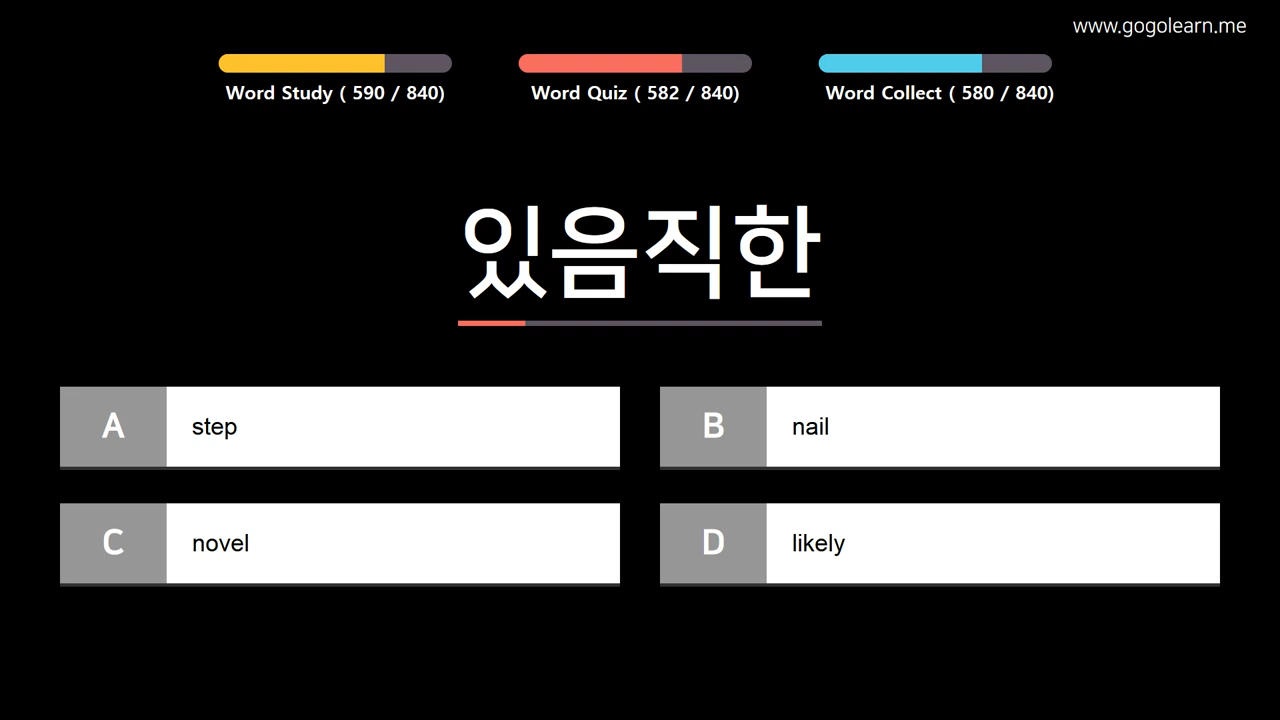 www.gogolearn.me
Word Study ( 590 / 840)
Word Quiz ( 582 / 840)
Word Collect ( 580 / 840)
있음직한
A step
B nail
C novel
D likely